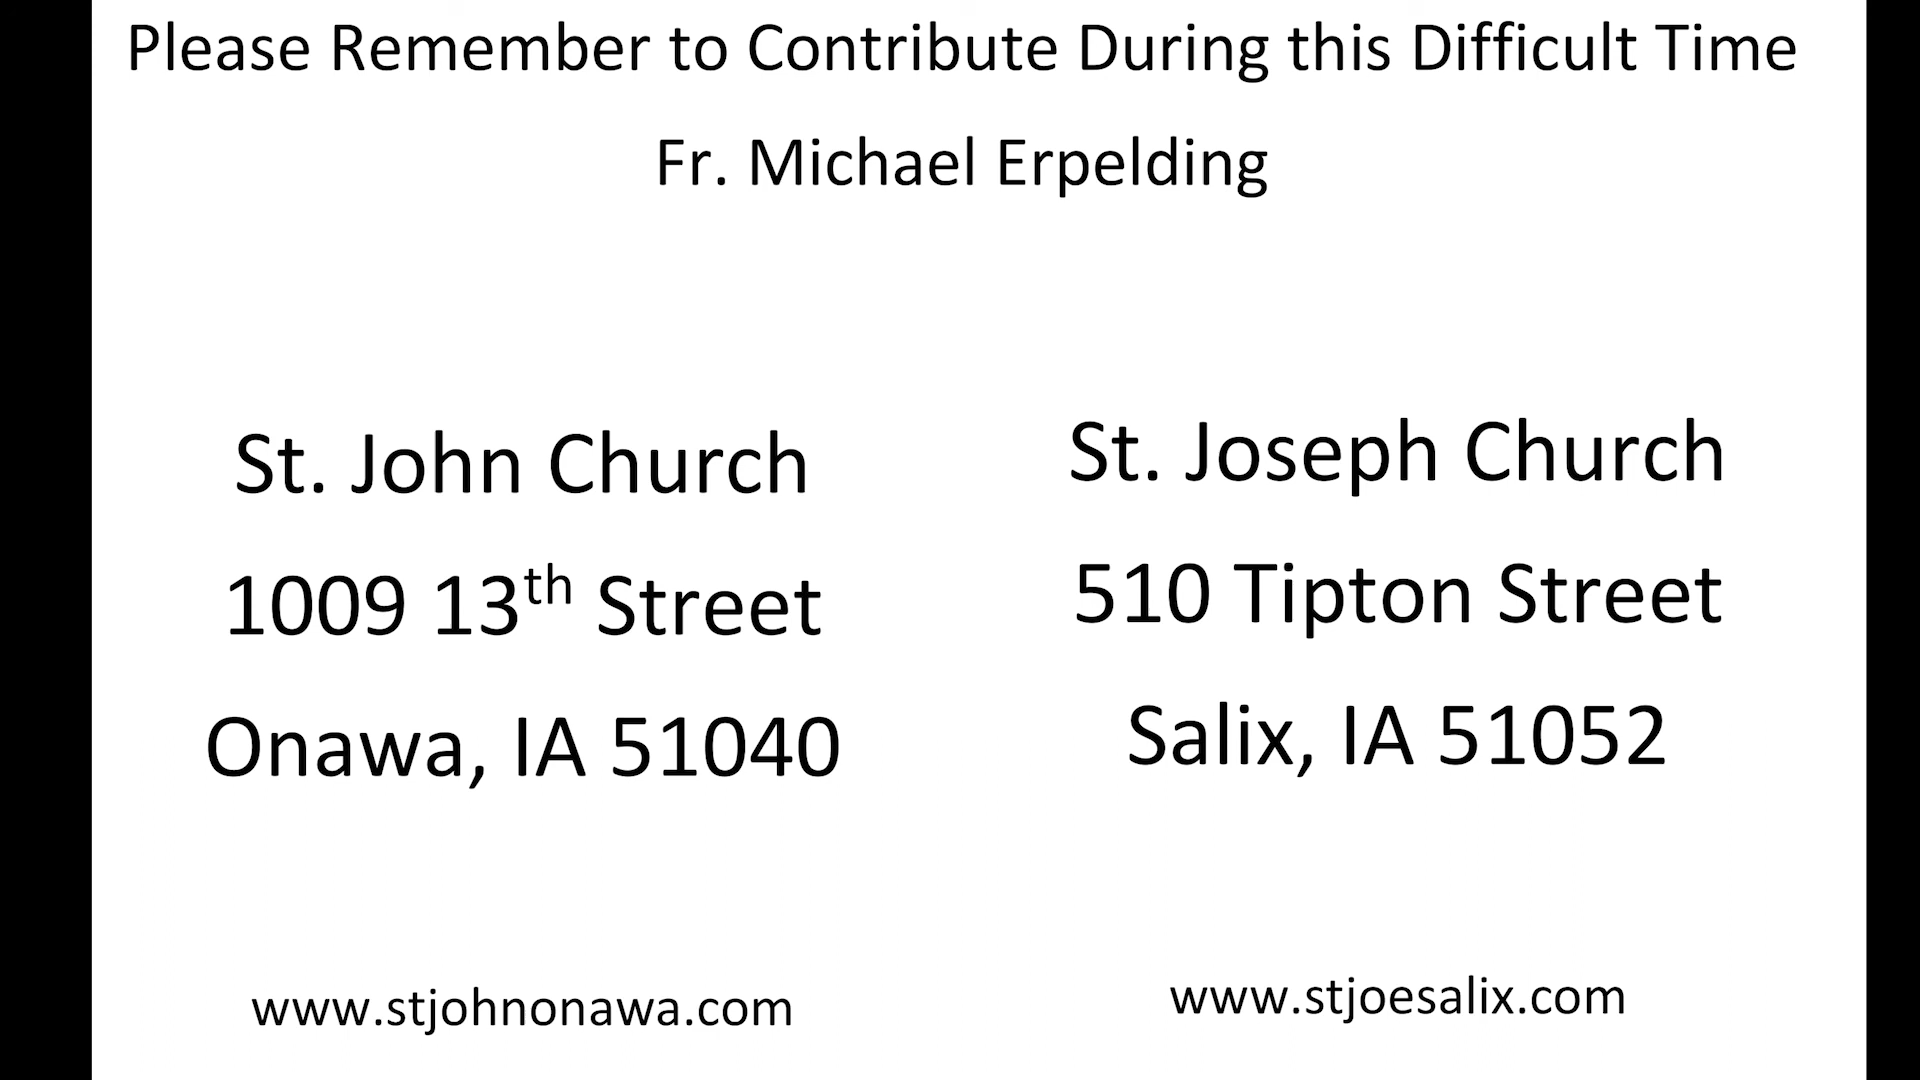 Please Remember to Contribute During this Difficult Time
Fr. Michael Erpelding
St. John Church
1009 13th Street
Onawa, IA 51040
www.stjohnonawa.com
St. Joseph Church
510 Tipton Street
Salix, IA 51052
www.stjoesalix.com